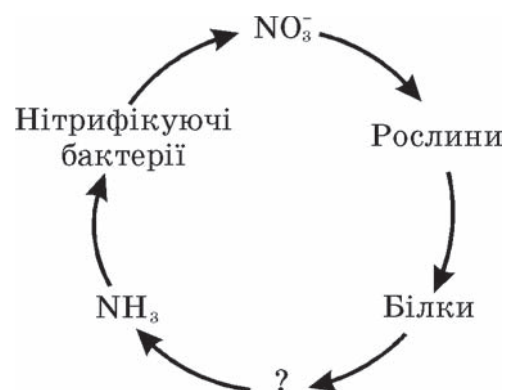 NO₃⁻
Нітрифікуючі
бактерії
Рослини
NH₃
Білки
?